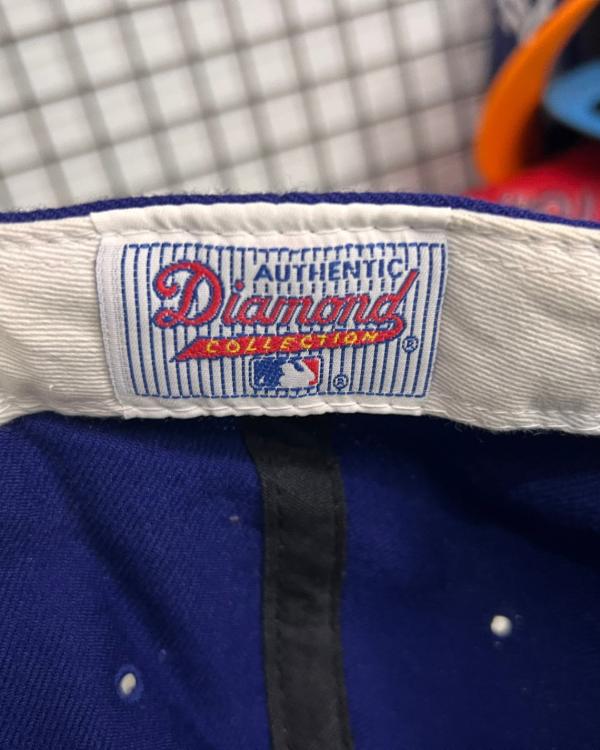 AUTHENTIC
Diamond
COLLECTION ®
®